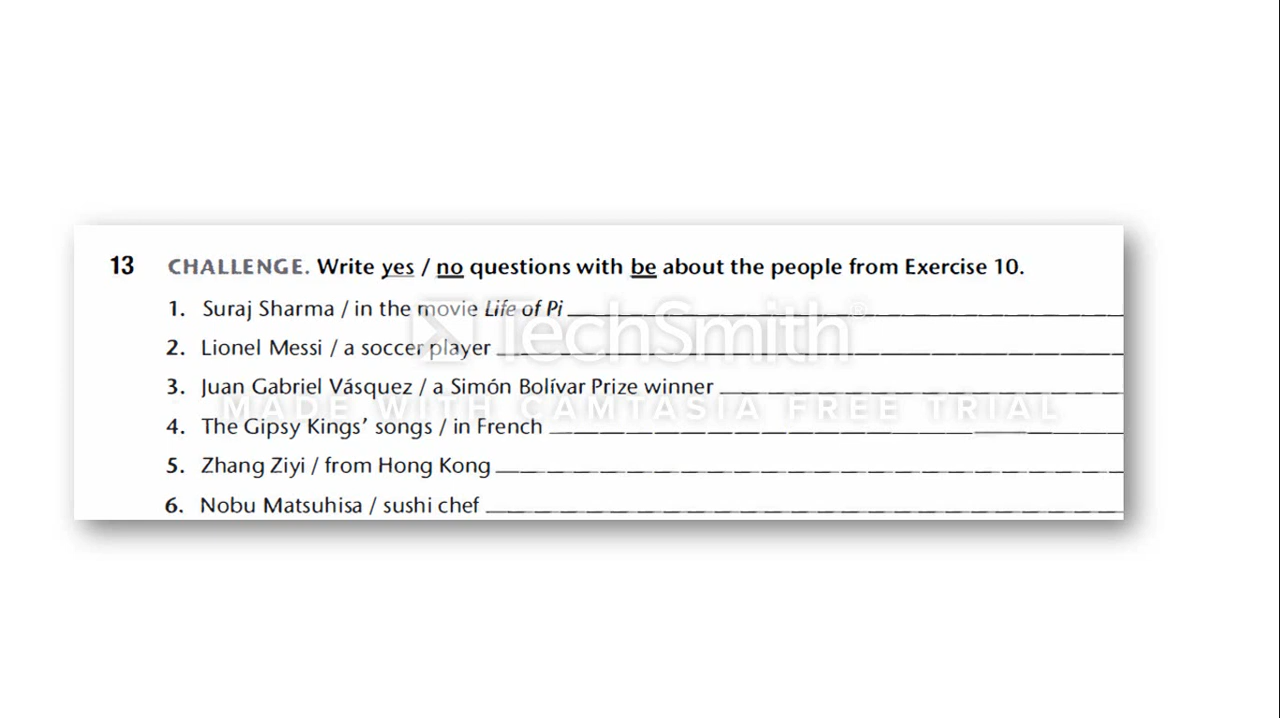 13 CHALLENGE. Write yes / no questions with be about the people from Exercise 10.
1. Suraj Sharma / in the movie Life of Pi
2. Lionel Messi / a soccer player
TechSmith®
3. Juan Gabriel Vásquez / a Simón Bolívar Prize winner
MADE WITH CAMTASIA FREE TRIAL
4. The Gipsy Kings’ songs / in French
5. Zhang Ziyi / from Hong Kong
6. Nobu Matsuhisa / sushi chef